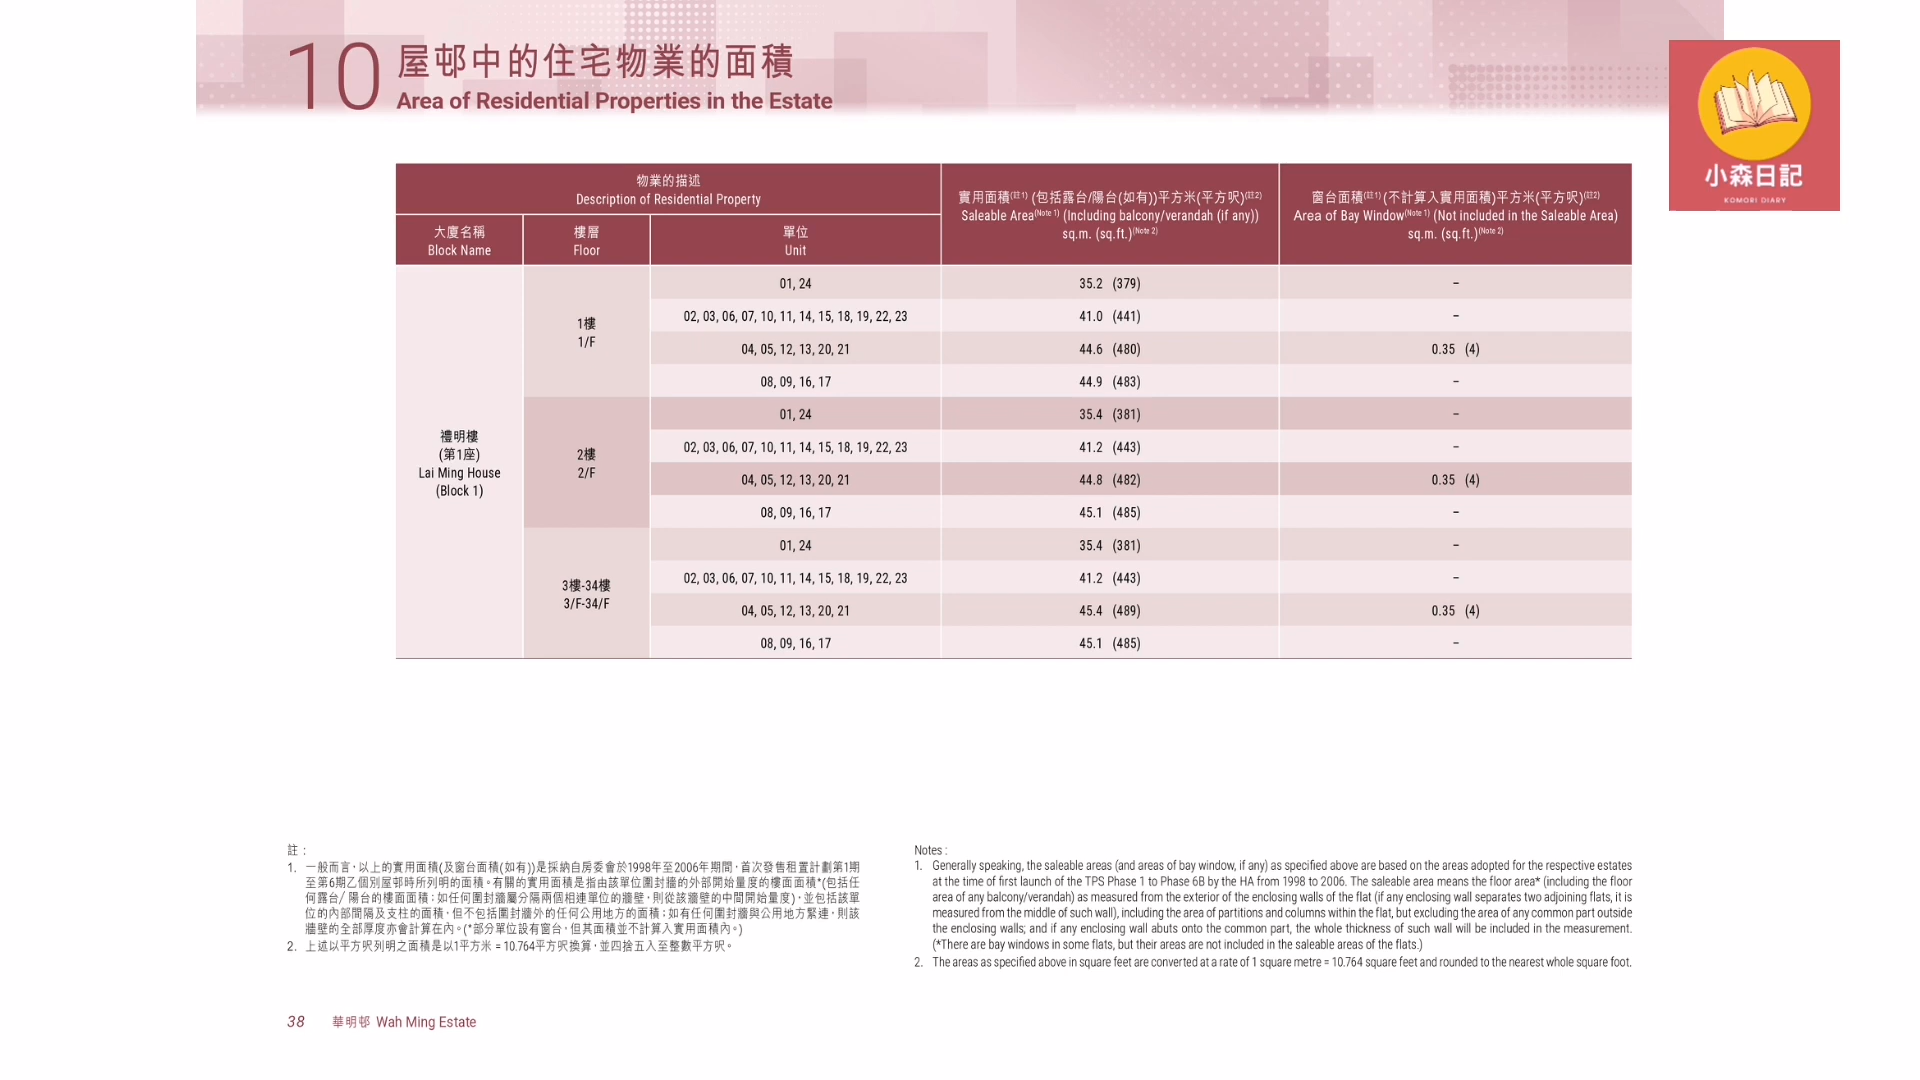 10 屋邨中的住宅物業的面積
Area of Residential Properties in the Estate
小森日記
KOMORI DIARY
物業的描述
Description of Residential Property
實用面積(註1) (包括露台/陽台(如有))平方米(平方呎)(註2)
Saleable Area(Note 1) (Including balcony/verandah (if any))
sq.m. (sq.ft.)(Note 2)
窗台面積(註1) (不計算入實用面積)平方米(平方呎)(註2)
Area of Bay Window(Note 1) (Not included in the Saleable Area)
sq.m. (sq.ft.)(Note 2)
大廈名稱
Block Name
樓層
Floor
單位
Unit
禮明樓
(第1座)
Lai Ming House
(Block 1)
1樓
1/F
01, 24 35.2 (379) –
02, 03, 06, 07, 10, 11, 14, 15, 18, 19, 22, 23 41.0 (441) –
04, 05, 12, 13, 20, 21 44.6 (480) 0.35 (4)
08, 09, 16, 17 44.9 (483) –
2樓
2/F
01, 24 35.4 (381) –
02, 03, 06, 07, 10, 11, 14, 15, 18, 19, 22, 23 41.2 (443) –
04, 05, 12, 13, 20, 21 44.8 (482) 0.35 (4)
08, 09, 16, 17 45.1 (485) –
3樓-34樓
3/F-34/F
01, 24 35.4 (381) –
02, 03, 06, 07, 10, 11, 14, 15, 18, 19, 22, 23 41.2 (443) –
04, 05, 12, 13, 20, 21 45.4 (489) 0.35 (4)
08, 09, 16, 17 45.1 (485) –
註：
1. 一般而言，以上的實用面積(及窗台面積(如有))是採納自房委會於1998年至2006年期間，首次發售租置計劃第1期
至第6期乙個別屋邨時所列明的面積。有關的實用面積是指由該單位圍封牆的外部開始量度的樓面面積*(包括任
何露台/ 陽台的樓面面積；如任何圍封牆屬分隔兩個相連單位的牆壁，則從該牆壁的中間開始量度)，並包括該單
位的內部間隔及支柱的面積，但不包括圍封牆外的任何公用地方的面積；如有任何圍封牆與公用地方緊連，則該
牆壁的全部厚度亦會計算在內。(*部分單位設有窗台，但其面積並不計算入實用面積內。)
2. 上述以平方呎列明之面積是以1平方米 = 10.764平方呎換算，並四捨五入至整數平方呎。
Notes :
1. Generally speaking, the saleable areas (and areas of bay window, if any) as specified above are based on the areas adopted for the respective estates
at the time of first launch of the TPS Phase 1 to Phase 6B by the HA from 1998 to 2006. The saleable area means the floor area* (including the floor
area of any balcony/verandah) as measured from the exterior of the enclosing walls of the flat (if any enclosing wall separates two adjoining flats, it is
measured from the middle of such wall), including the area of partitions and columns within the flat, but excluding the area of any common part outside
the enclosing walls; and if any enclosing wall abuts onto the common part, the whole thickness of such wall will be included in the measurement.
(*There are bay windows in some flats, but their areas are not included in the saleable areas of the flats.)
2. The areas as specified above in square feet are converted at a rate of 1 square metre = 10.764 square feet and rounded to the nearest whole square foot.
38 華明邨 Wah Ming Estate